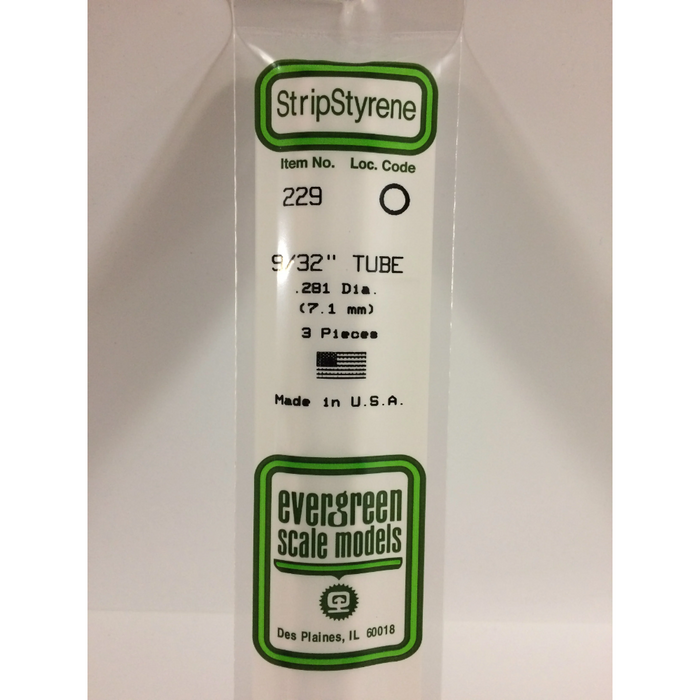 StripStyrene
Item No. Loc. Code
229
9/32" TUBE
.281 Dia.
(7.1 mm)
3 Pieces
Made in U.S.A.
evergreen
scale models
Des Plaines, IL 60018